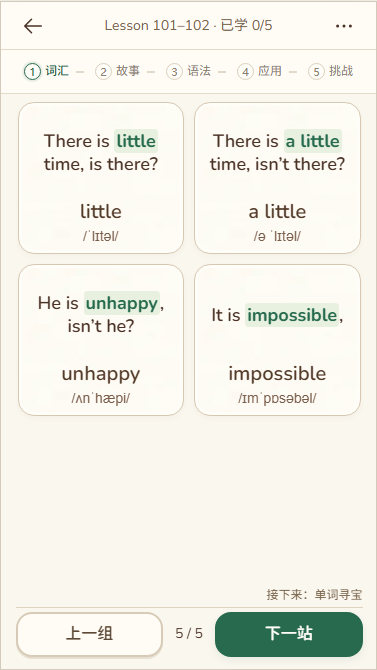 Lesson 101–102 · 已学 0/5
1 词汇 – 2 故事 – 3 语法 – 4 应用 – 5 挑战
There is little
time, is there?
little
/ˈlɪtəl/
There is a little
time, isn’t there?
a little
/ə ˈlɪtəl/
He is unhappy,
isn’t he?
unhappy
/ʌnˈhæpi/
It is impossible,
impossible
/ɪmˈpɒsəbəl/
接下来：单词寻宝
上一组 5 / 5 下一站